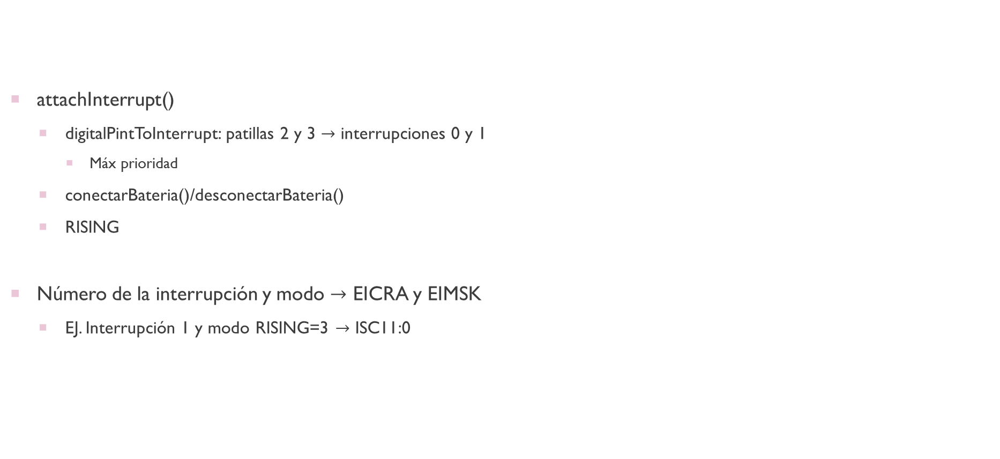 attachInterrupt()
digitalPintToInterrupt: patillas 2 y 3 → interrupciones 0 y 1
Máx prioridad
conectarBateria()/desconectarBateria()
RISING
Número de la interrupción y modo → EICRA y EIMSK
EJ. Interrupción 1 y modo RISING=3 → ISC11:0